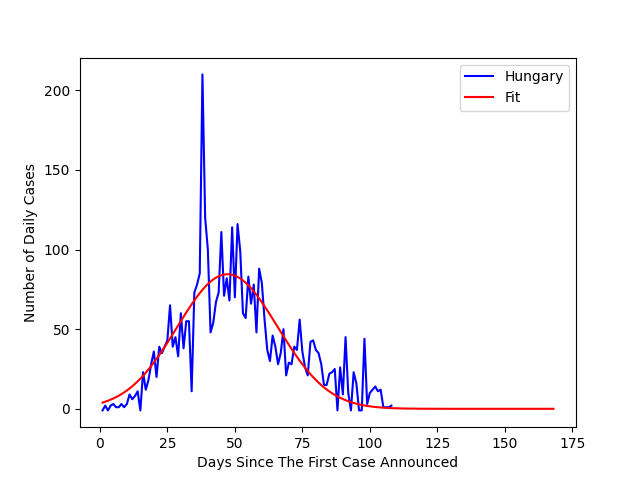 Hungary
Fit
200
150
100
50
0
Number of Daily Cases
0 25 50 75 100 125 150 175
Days Since The First Case Announced